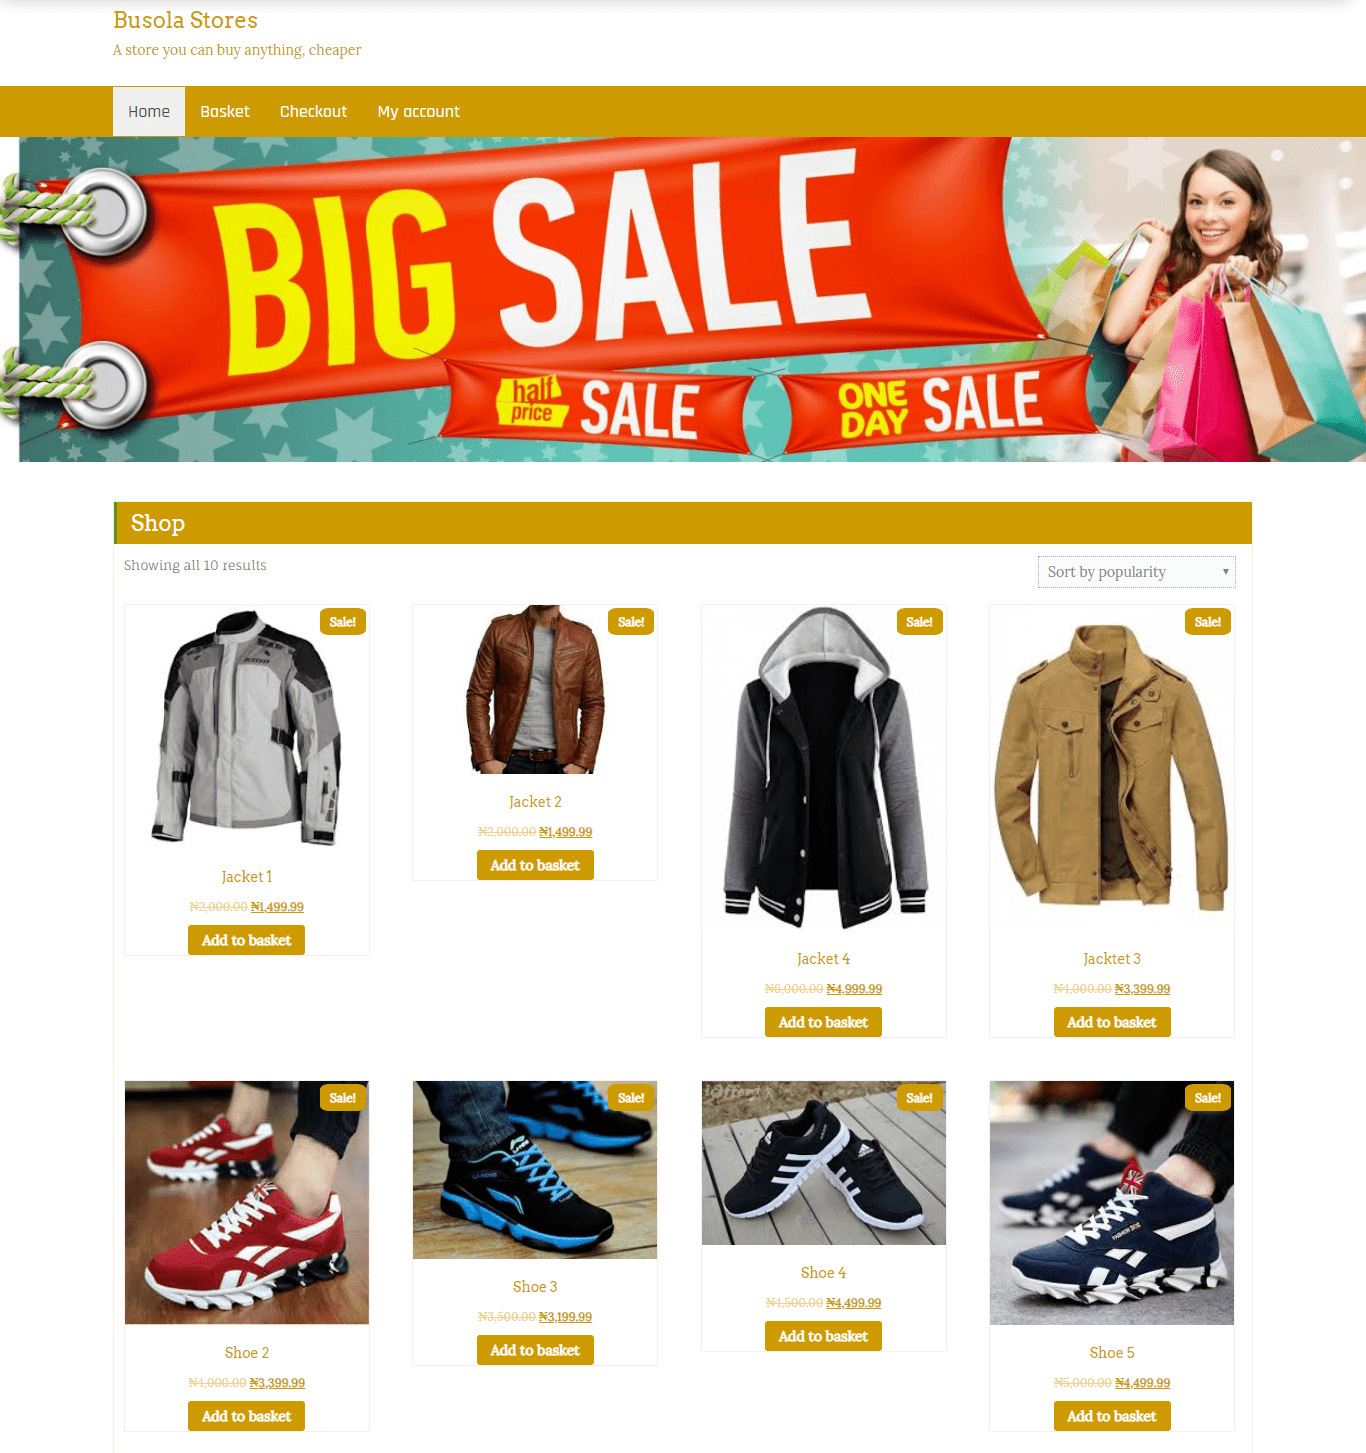 Busola Stores
A store you can buy anything, cheaper
Home Basket Checkout My account
BIG SALE
half price SALE
ONE DAY SALE
Shop
Showing all 10 results
Sort by popularity
Sale!
Sale!
Sale!
Sale!
KLIM
Jacket 1
₦2,000.00 ₦1,499.99
Add to basket
Jacket 2
₦2,000.00 ₦1,499.99
Add to basket
Jacket 4
₦6,000.00 ₦4,999.99
Add to basket
Jacktet 3
₦4,000.00 ₦3,399.99
Add to basket
Sale!
Sale!
Sale!
Sale!
iOffer
adidas
FASHION
Shoe 2
₦4,000.00 ₦3,399.99
Add to basket
Shoe 3
₦3,500.00 ₦3,199.99
Add to basket
Shoe 4
₦4,500.00 ₦4,499.99
Add to basket
Shoe 5
₦5,000.00 ₦4,499.99
Add to basket